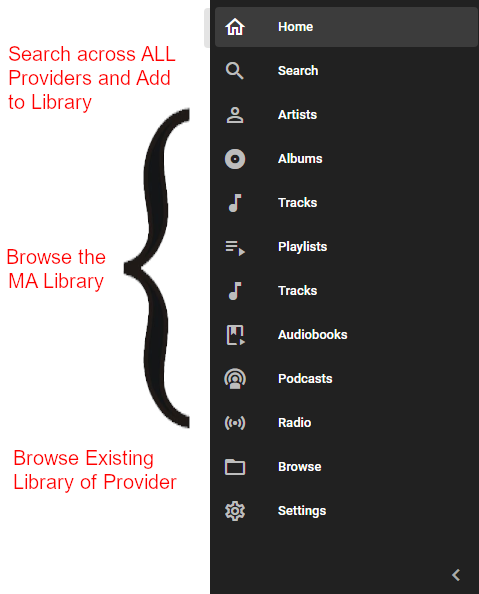 Search across ALL
Providers and Add
to Library
Browse the
MA Library
Browse Existing
Library of Provider
Home
Search
Artists
Albums
Tracks
Playlists
Tracks
Audiobooks
Podcasts
Radio
Browse
Settings